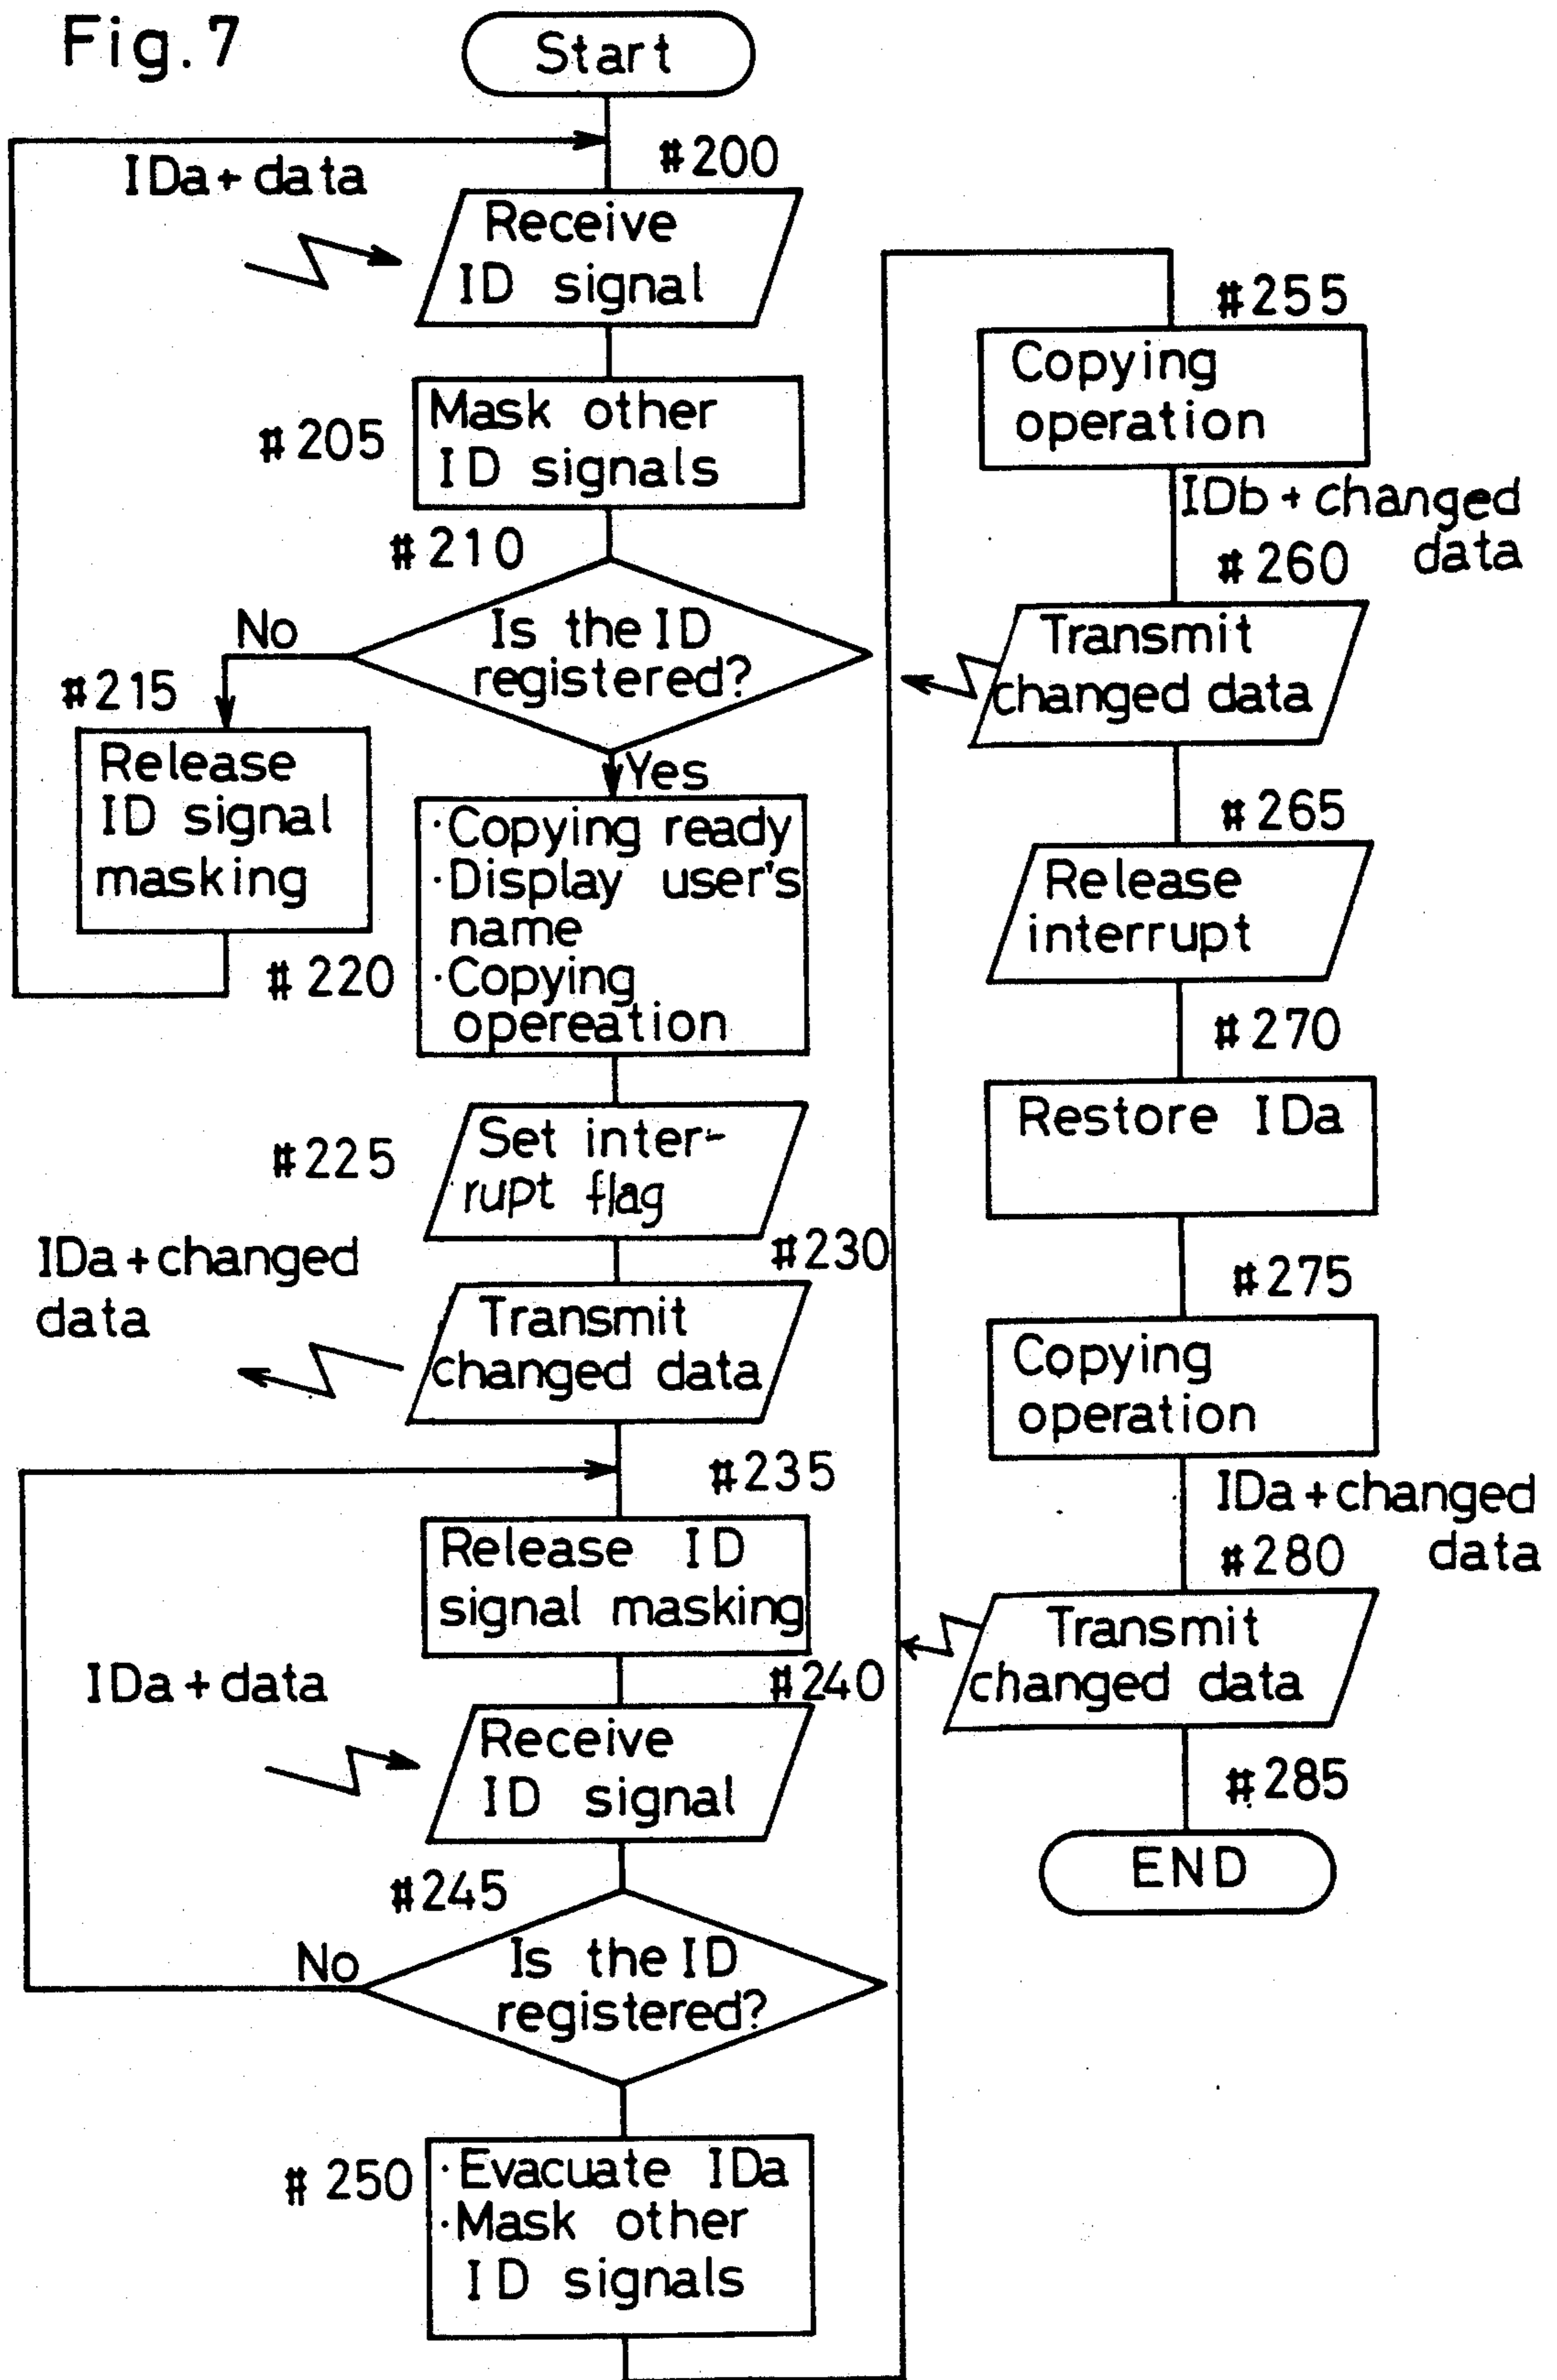 Fig. 7
Start
IDa + data
#200
Receive
ID signal
#205
Mask other
ID signals
#210
Is the ID
registered?
No
#215
Release
ID signal
masking
Yes
#220
·Copying ready
·Display user's
name
·Copying
opereation
#225
Set inter-
rupt flag
#230
IDa + changed
data
Transmit
changed data
#235
Release ID
signal masking
#240
IDa + data
Receive
ID signal
#245
Is the ID
registered?
No
#250
·Evacuate IDa
·Mask other
ID signals
#255
Copying
operation
IDb + changed
data
#260
Transmit
changed data
#265
Release
interrupt
#270
Restore IDa
#275
Copying
operation
IDa + changed
data
#280
Transmit
changed data
#285
END